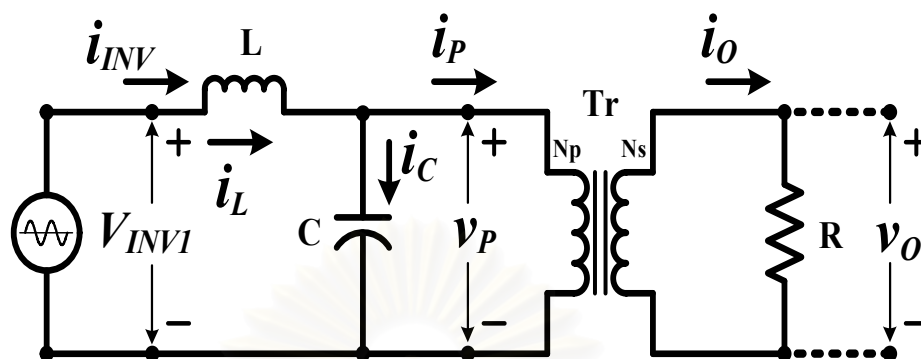 i_INV
L
i_P
i_O
Tr
+
i_L
i_C
+
Np
Ns
+
V_INV1
C
v_P
R
v_O
−
−
−